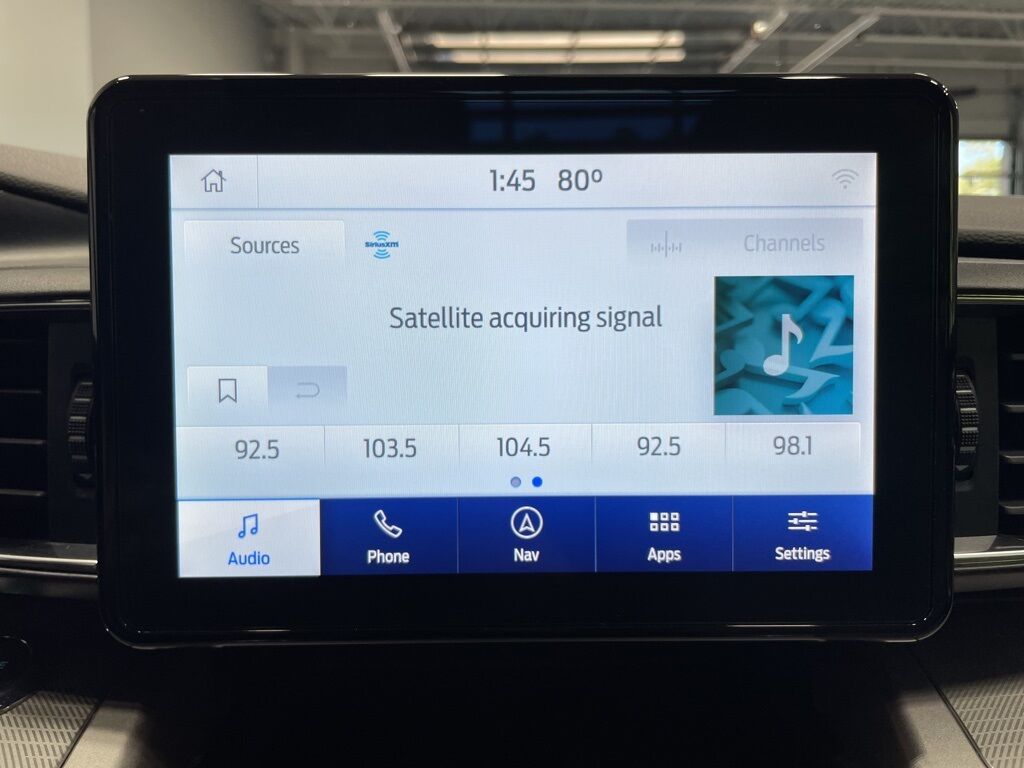 1:45 80°
Sources
SiriusXM
Channels
Satellite acquiring signal
92.5
103.5
104.5
92.5
98.1
Audio
Phone
Nav
Apps
Settings